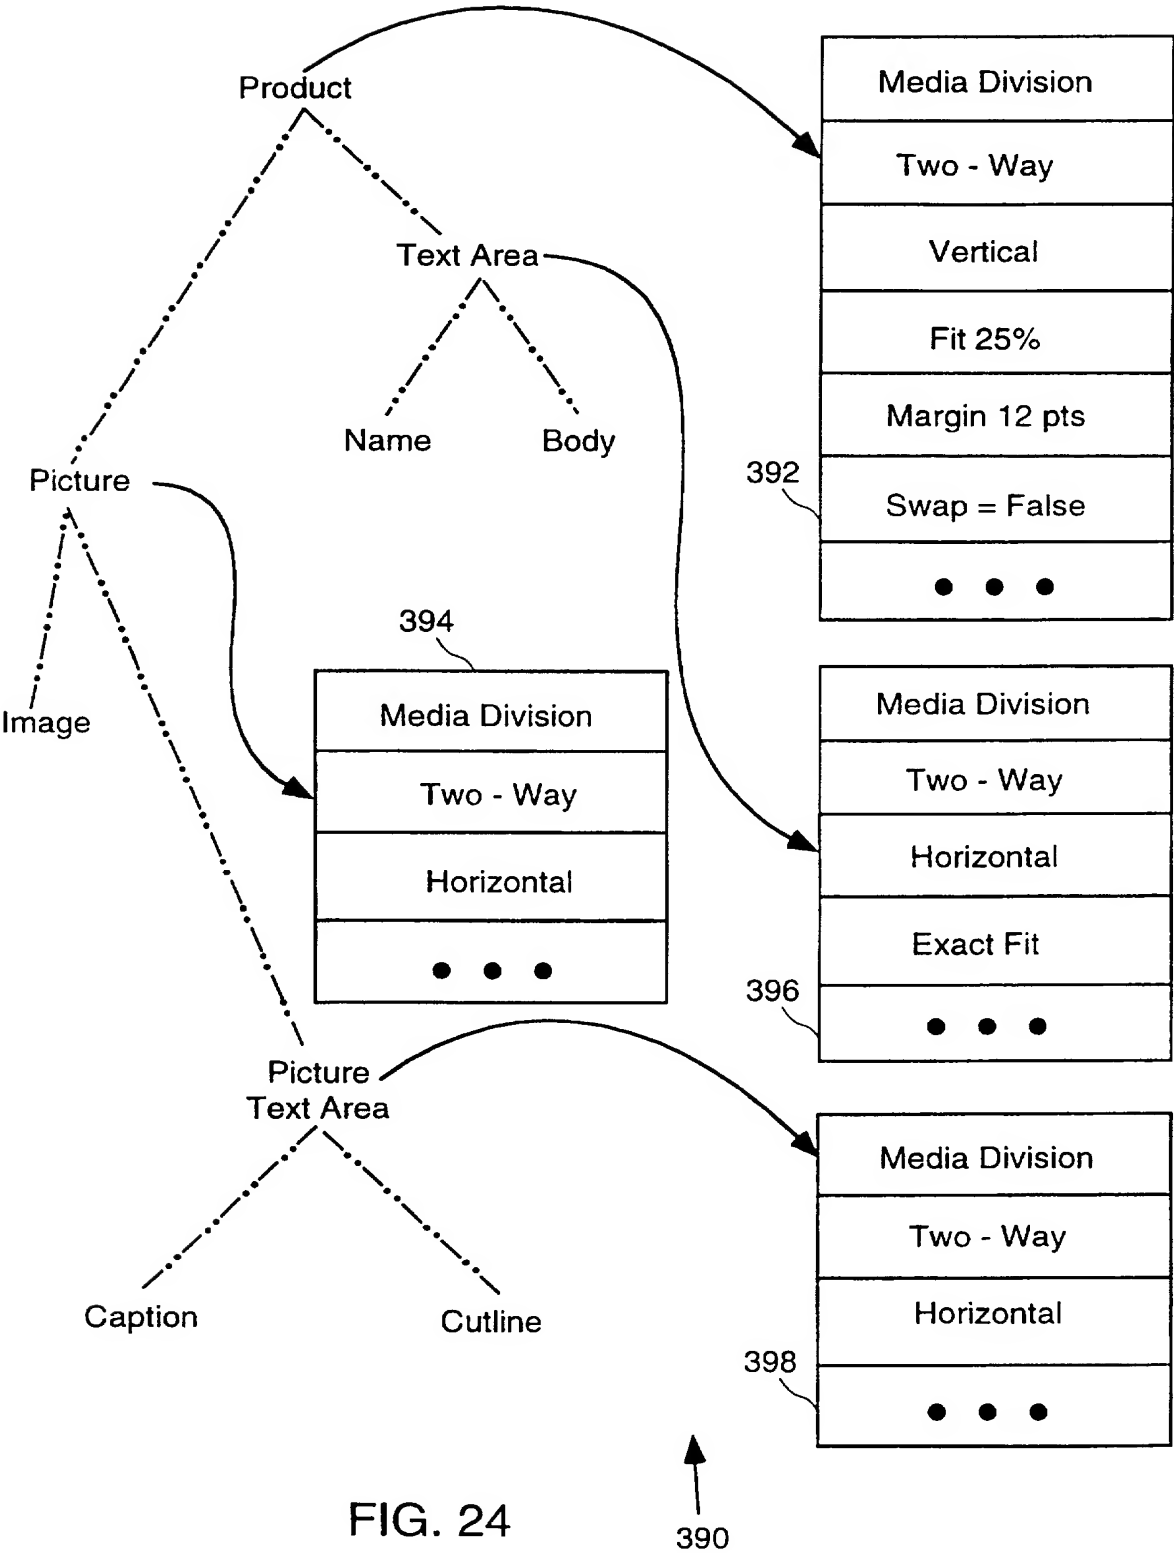 Product
Text Area
Name
Body
Picture
Image
Picture
Text Area
Caption
Cutline
Media Division
Two - Way
Vertical
Fit 25%
Margin 12 pts
392
Swap = False
• • •
394
Media Division
Two - Way
Horizontal
• • •
Media Division
Two - Way
Horizontal
Exact Fit
396
• • •
Media Division
Two - Way
Horizontal
398
• • •
FIG. 24
390